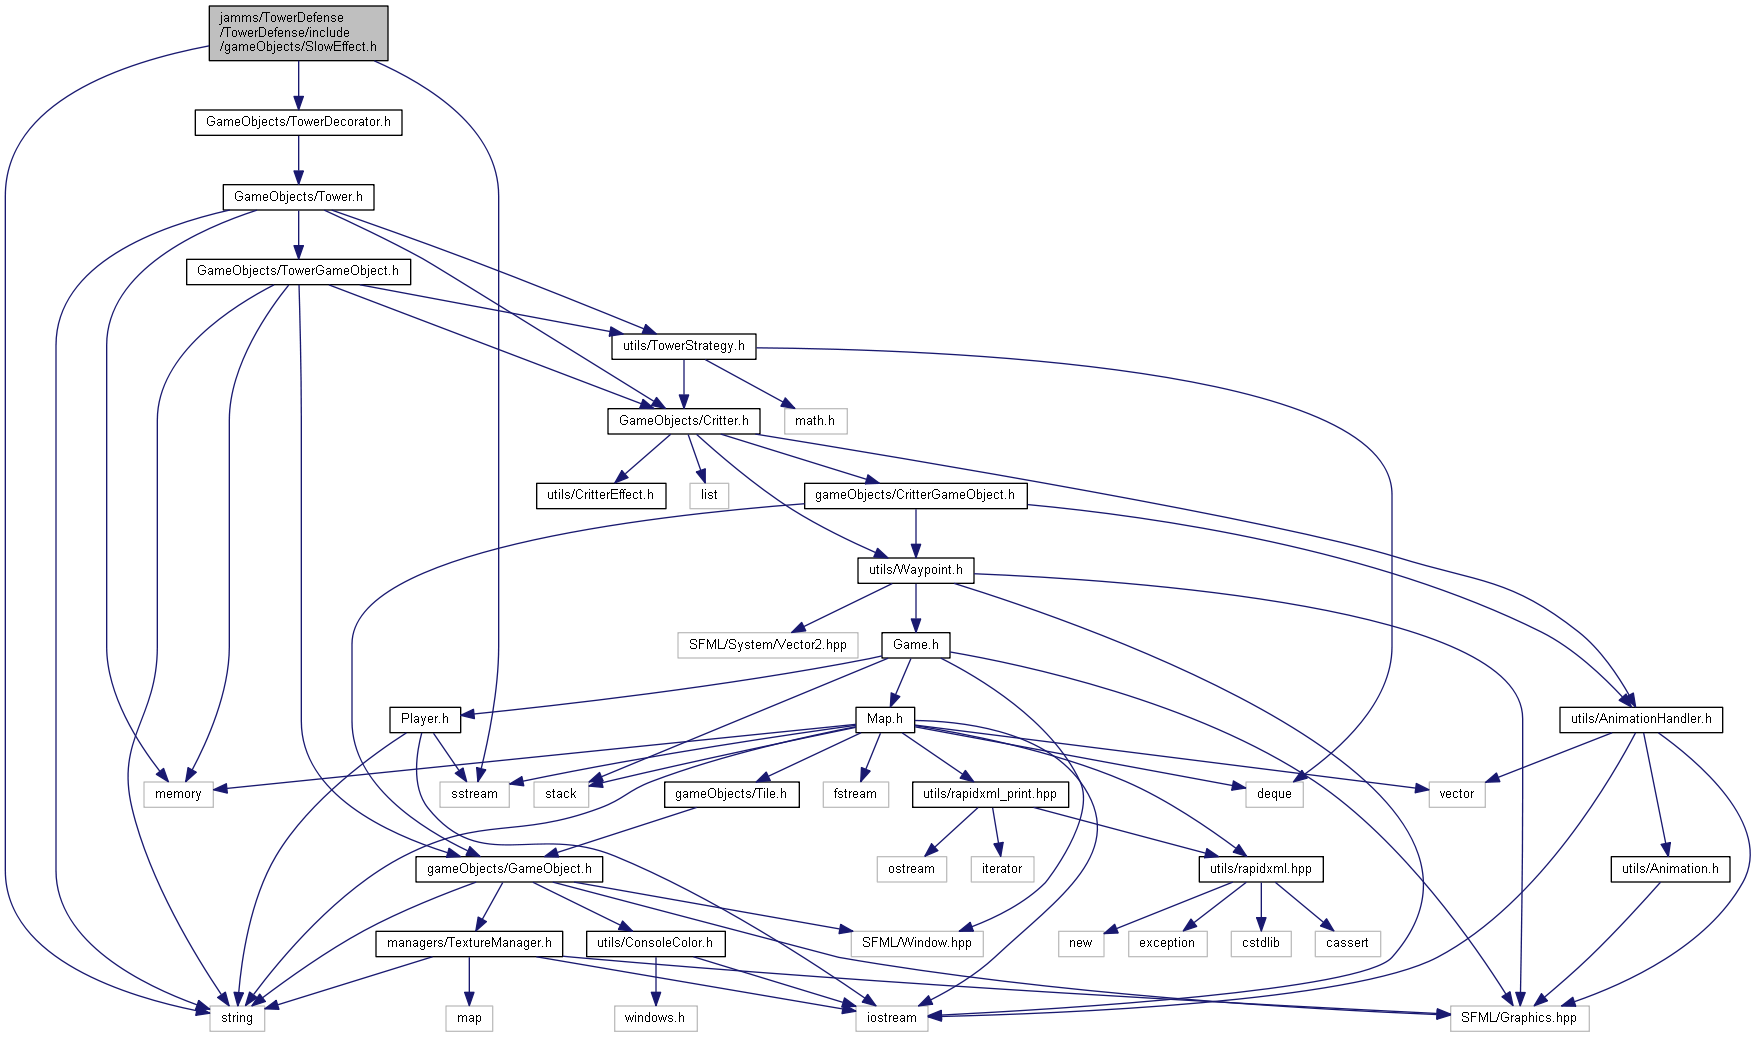 jamms/TowerDefense
/TowerDefense/include
/gameObjects/SlowEffect.h
GameObjects/TowerDecorator.h
GameObjects/Tower.h
GameObjects/TowerGameObject.h
utils/TowerStrategy.h
GameObjects/Critter.h
math.h
utils/CritterEffect.h
list
gameObjects/CritterGameObject.h
utils/Waypoint.h
SFML/System/Vector2.hpp
Game.h
Player.h
Map.h
utils/AnimationHandler.h
memory
sstream
stack
gameObjects/Tile.h
fstream
utils/rapidxml_print.hpp
deque
vector
gameObjects/GameObject.h
ostream
iterator
utils/rapidxml.hpp
utils/Animation.h
managers/TextureManager.h
utils/ConsoleColor.h
SFML/Window.hpp
new
exception
cstdlib
cassert
string
map
windows.h
iostream
SFML/Graphics.hpp